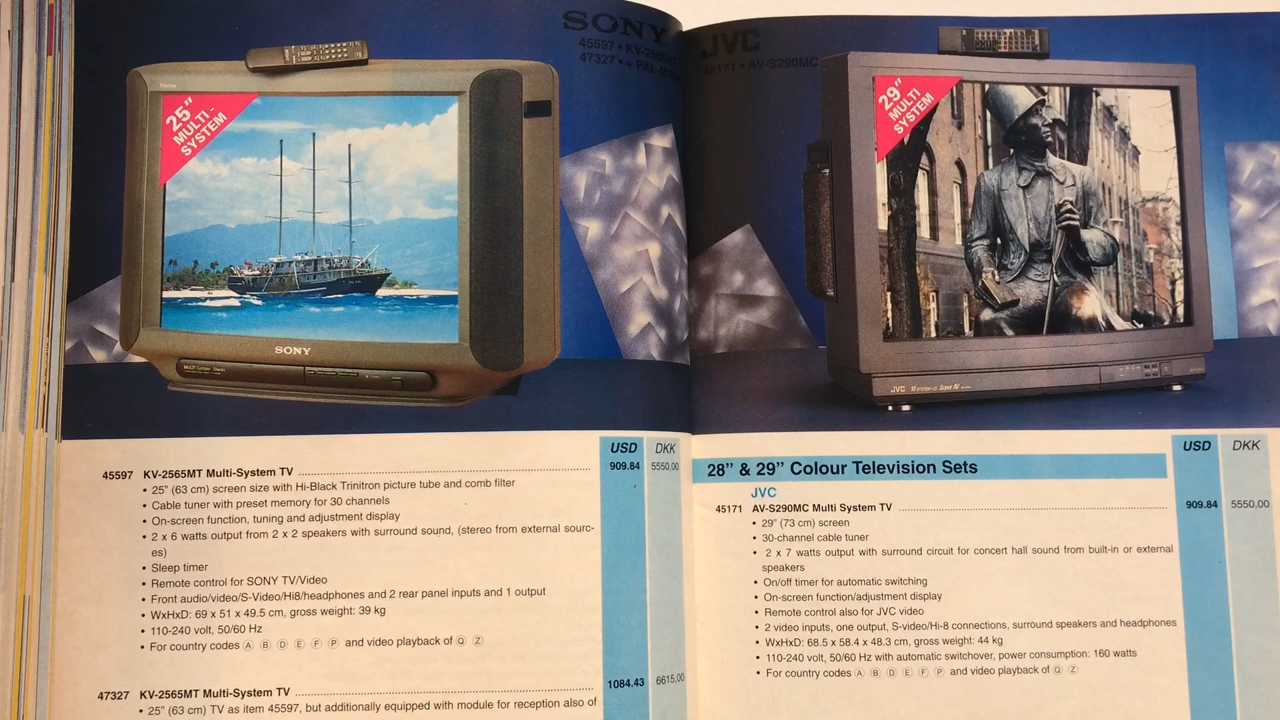 SONY
45597 • KV-2565MT
47327 • + PAL-M/N
25"
MULTI-
SYSTEM
SONY
MULTI System Stereo
USD DKK
45597 KV-2565MT Multi-System TV 909.84 5550,00
• 25" (63 cm) screen size with Hi-Black Trinitron picture tube and comb filter
• Cable tuner with preset memory for 30 channels
• On-screen function, tuning and adjustment display
• 2 x 6 watts output from 2 x 2 speakers with surround sound, (stereo from external sourc-
es)
• Sleep timer
• Remote control for SONY TV/Video
• Front audio/video/S-Video/Hi8/headphones and 2 rear panel inputs and 1 output
• WxHxD: 69 x 51 x 49.5 cm, gross weight: 39 kg
• 110-240 volt, 50/60 Hz
• For country codes Ⓐ Ⓑ Ⓓ Ⓔ Ⓕ Ⓟ and video playback of Ⓠ Ⓩ
47327 KV-2565MT Multi-System TV 1084.43 6615,00
• 25" (63 cm) TV as item 45597, but additionally equipped with module for reception also of
JVC
45171 • AV-S290MC
29"
MULTI
SYSTEM
JVC
Super AV
USD DKK
28" & 29" Colour Television Sets
JVC
45171 AV-S290MC Multi System TV 909.84 5550,00
• 29" (73 cm) screen
• 30-channel cable tuner
• 2 x 7 watts output with surround circuit for concert hall sound from built-in or external
speakers
• On/off timer for automatic switching
• On-screen function/adjustment display
• Remote control also for JVC video
• 2 video inputs, one output, S-video/Hi-8 connections, surround speakers and headphones
• WxHxD: 68.5 x 58.4 x 48.3 cm, gross weight: 44 kg
• 110-240 volt, 50/60 Hz with automatic switchover, power consumption: 160 watts
• For country codes Ⓐ Ⓑ Ⓓ Ⓔ Ⓕ Ⓟ and video playback of Ⓠ Ⓩ